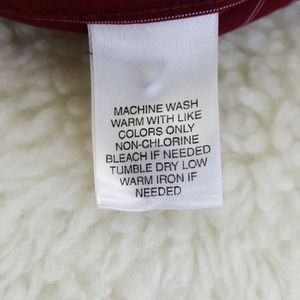 MACHINE WASH
WARM WITH LIKE
COLORS ONLY
NON-CHLORINE
BLEACH IF NEEDED
TUMBLE DRY LOW
WARM IRON IF
NEEDED